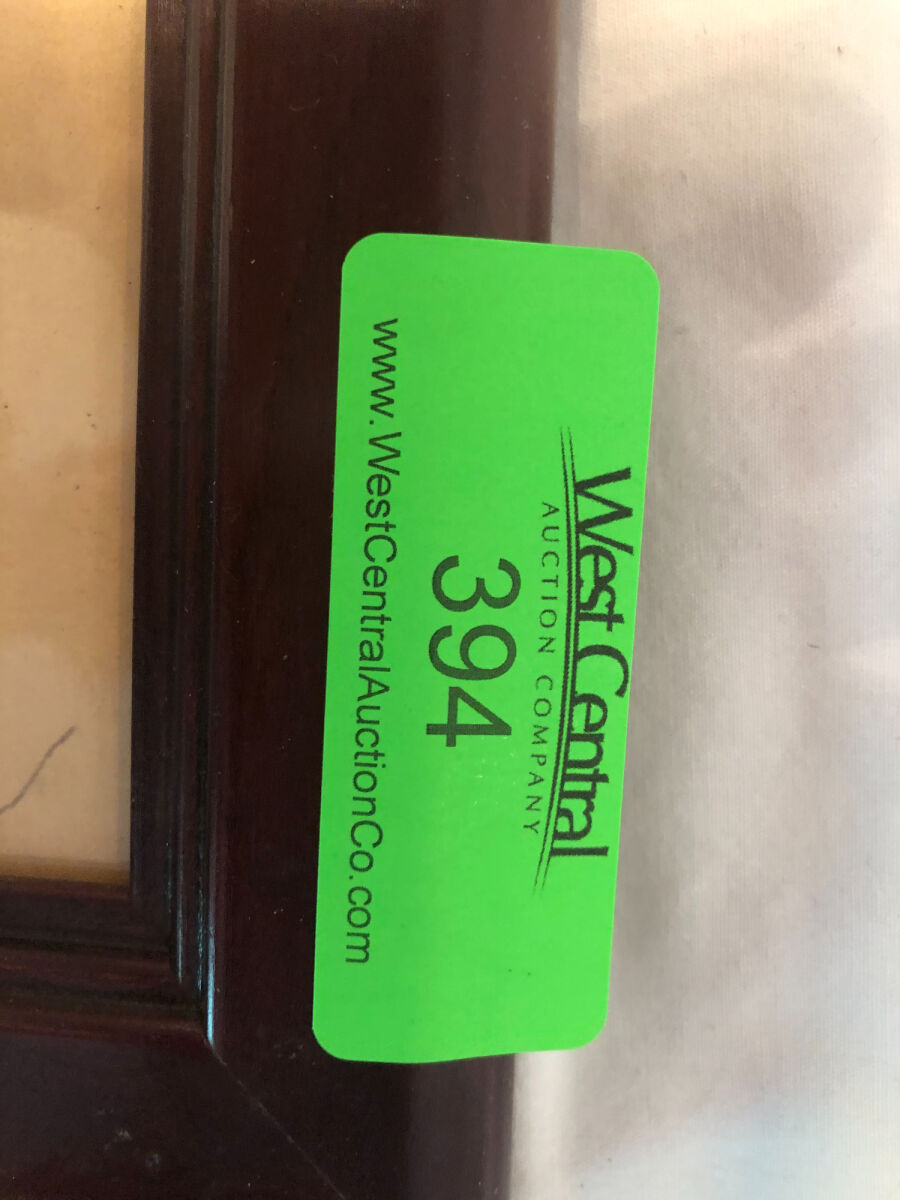 West Central
AUCTION COMPANY
394
www.WestCentralAuctionCo.com